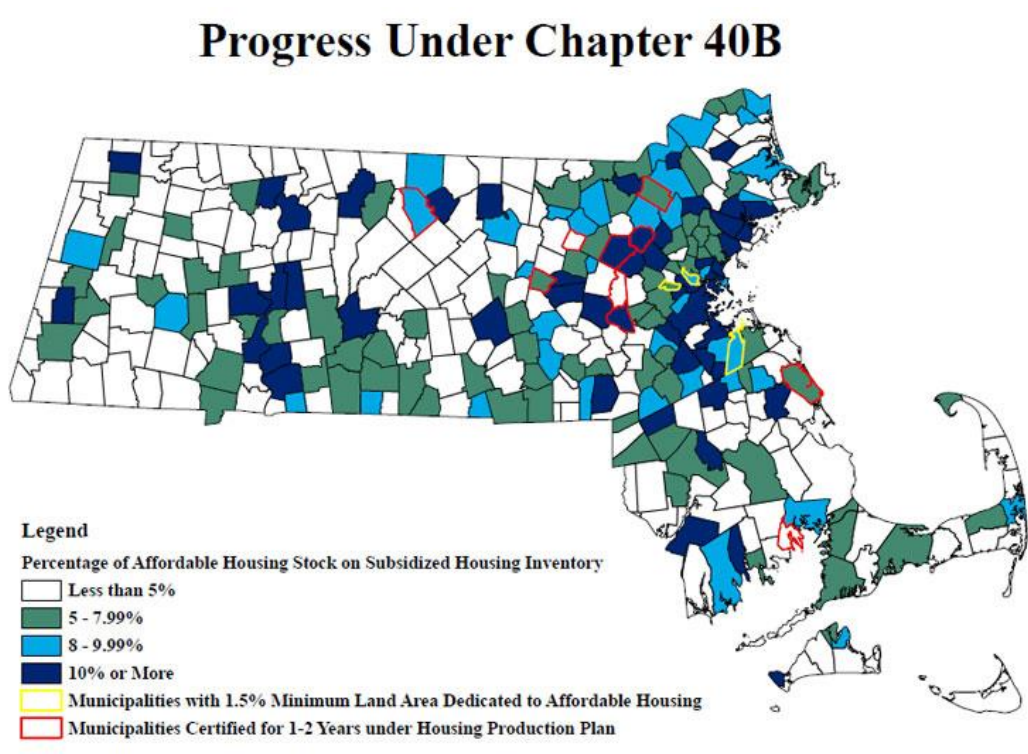 Progress Under Chapter 40B
Legend
Percentage of Affordable Housing Stock on Subsidized Housing Inventory
Less than 5%
5 - 7.99%
8 - 9.99%
10% or More
Municipalities with 1.5% Minimum Land Area Dedicated to Affordable Housing
Municipalities Certified for 1-2 Years under Housing Production Plan